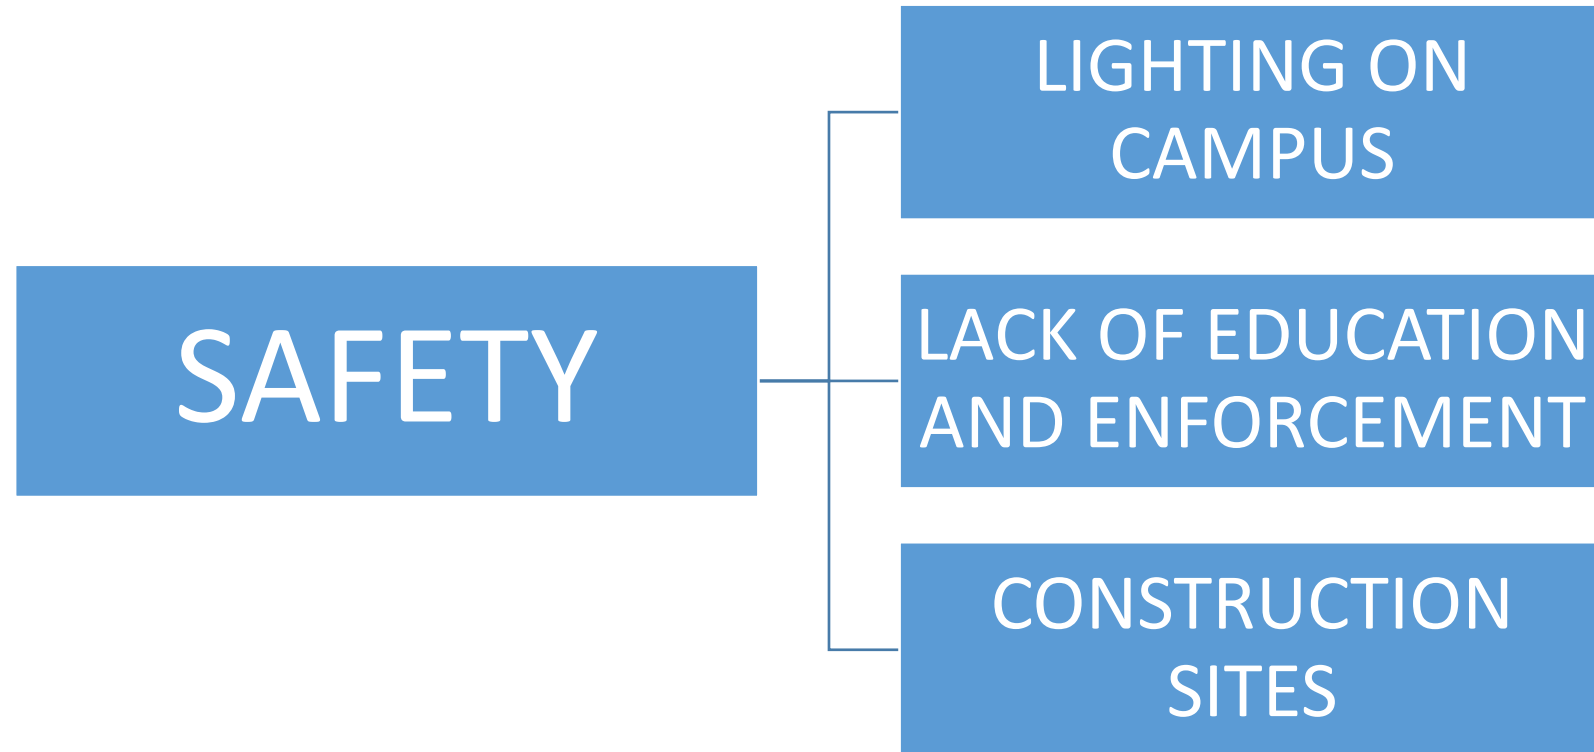 SAFETY
LIGHTING ON
CAMPUS
LACK OF EDUCATION
AND ENFORCEMENT
CONSTRUCTION
SITES